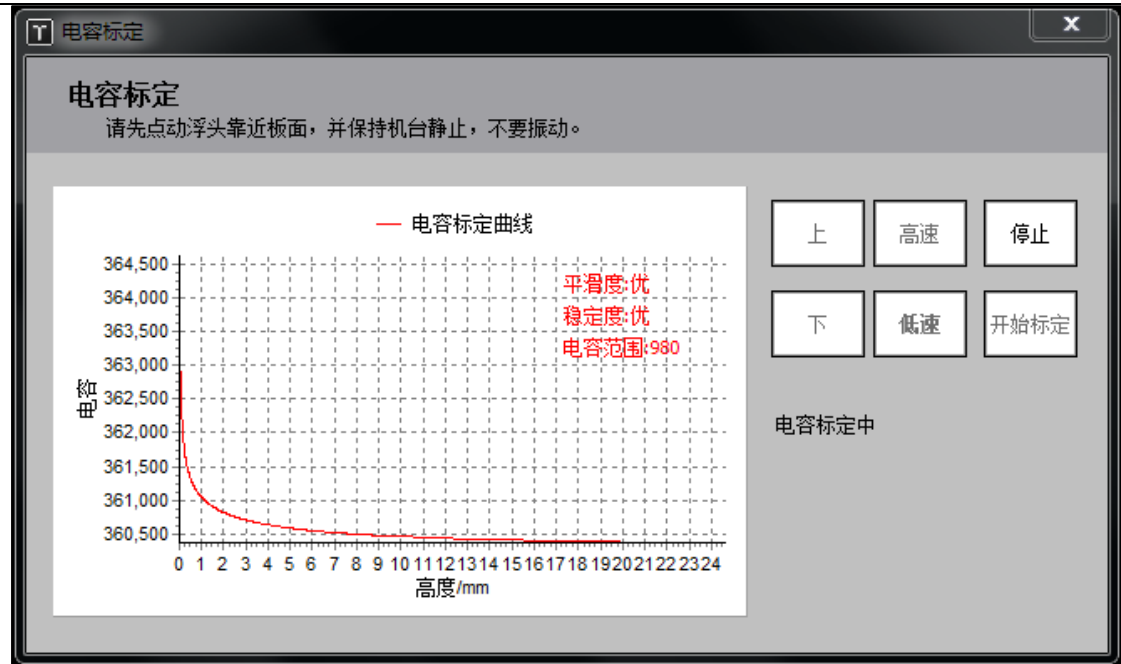 电容标定
电容标定
请先点动浮头靠近板面，并保持机台静止，不要振动。
电容标定曲线
平滑度:优
稳定度:优
电容范围:980
364,500
364,000
363,500
363,000
362,500
362,000
361,500
361,000
360,500
电容
0 1 2 3 4 5 6 7 8 9 10 11 12 13 14 15 16 17 18 19 20 21 22 23 24
高度/mm
上 高速 停止
下 低速 开始标定
电容标定中